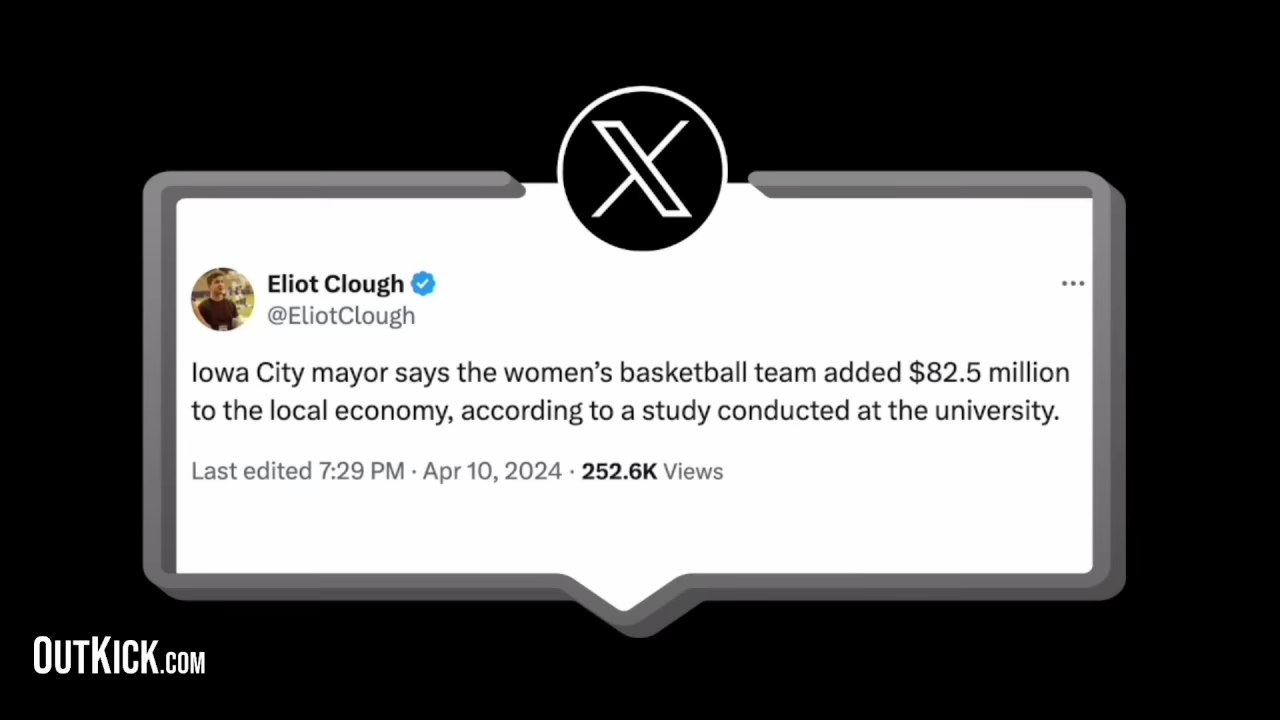 Eliot Clough
@EliotClough
Iowa City mayor says the women’s basketball team added $82.5 million
to the local economy, according to a study conducted at the university.
Last edited 7:29 PM · Apr 10, 2024 · 252.6K Views
OUTKICK.COM